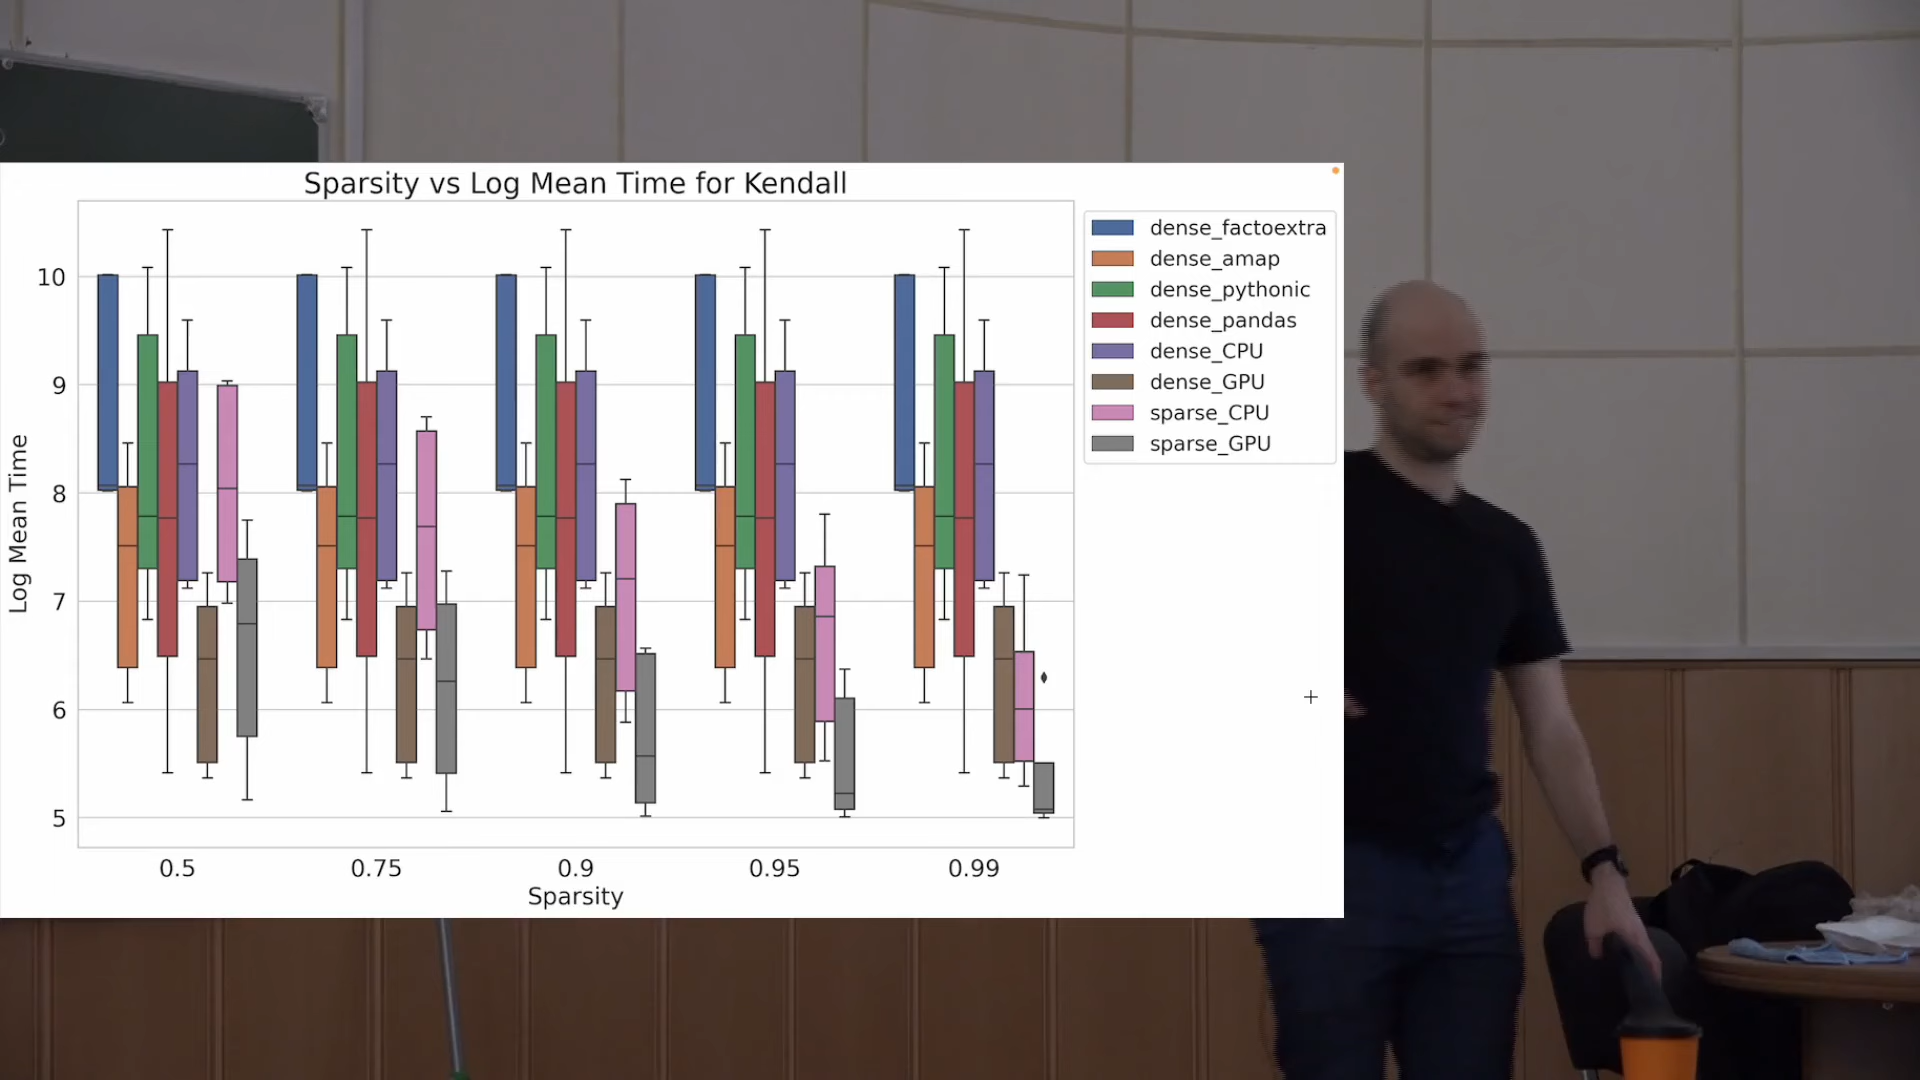 Sparsity vs Log Mean Time for Kendall
dense_factoextra
dense_amap
dense_pythonic
dense_pandas
dense_CPU
dense_GPU
sparse_CPU
sparse_GPU
Log Mean Time
10
9
8
7
6
5
0.5 0.75 0.9 0.95 0.99
Sparsity